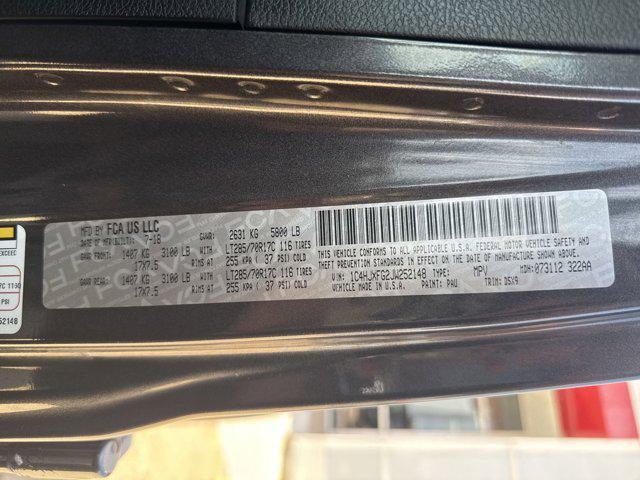 MFD BY FCA US LLC
DATE OF MFR(BUILT): 7-18 GVWR: 2631 KG 5800 LB
GAWR FRONT: 1407 KG 3100 LB WITH LT285/70R17C 116 TIRES
17X7.5 RIMS AT 255 KPA ( 37 PSI) COLD
GAWR REAR: 1407 KG 3100 LB WITH LT285/70R17C 116 TIRES
17X7.5 RIMS AT 255 KPA ( 37 PSI) COLD
THIS VEHICLE CONFORMS TO ALL APPLICABLE U.S.A. FEDERAL MOTOR VEHICLE SAFETY, BUMPER, AND
THEFT PREVENTION STANDARDS IN EFFECT ON THE DATE OF MANUFACTURE SHOWN ABOVE.
VIN: 1C4HJXFG2JW252148 TYPE: MPV MDH: 073112 322AA
VEHICLE MADE IN U.S.A. PAINT: PAU TRIM: D5X9
EXCEEC
PSI
52148